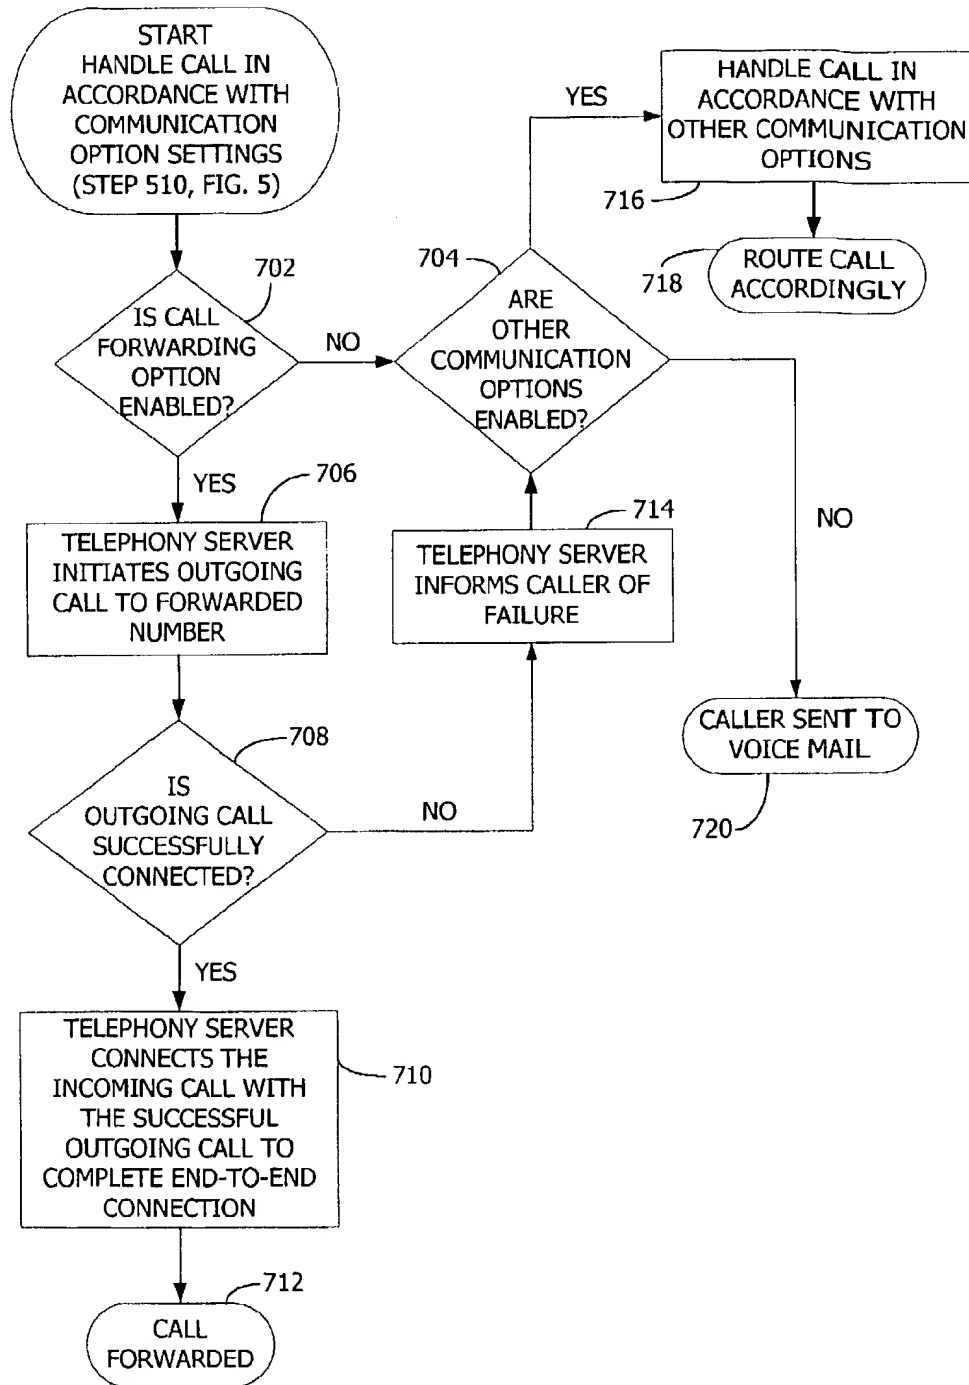 START
HANDLE CALL IN
ACCORDANCE WITH
COMMUNICATION
OPTION SETTINGS
(STEP 510, FIG. 5)
702
IS CALL
FORWARDING
OPTION
ENABLED?
NO
YES
704
ARE
OTHER
COMMUNICATION
OPTIONS
ENABLED?
YES
HANDLE CALL IN
ACCORDANCE WITH
OTHER COMMUNICATION
OPTIONS
716
718
ROUTE CALL
ACCORDINGLY
NO
706
TELEPHONY SERVER
INITIATES OUTGOING
CALL TO FORWARDED
NUMBER
714
TELEPHONY SERVER
INFORMS CALLER OF
FAILURE
CALLER SENT TO
VOICE MAIL
720
708
IS
OUTGOING CALL
SUCCESSFULLY
CONNECTED?
NO
YES
TELEPHONY SERVER
CONNECTS THE
INCOMING CALL WITH
THE SUCCESSFUL
OUTGOING CALL TO
COMPLETE END-TO-END
CONNECTION
710
712
CALL
FORWARDED